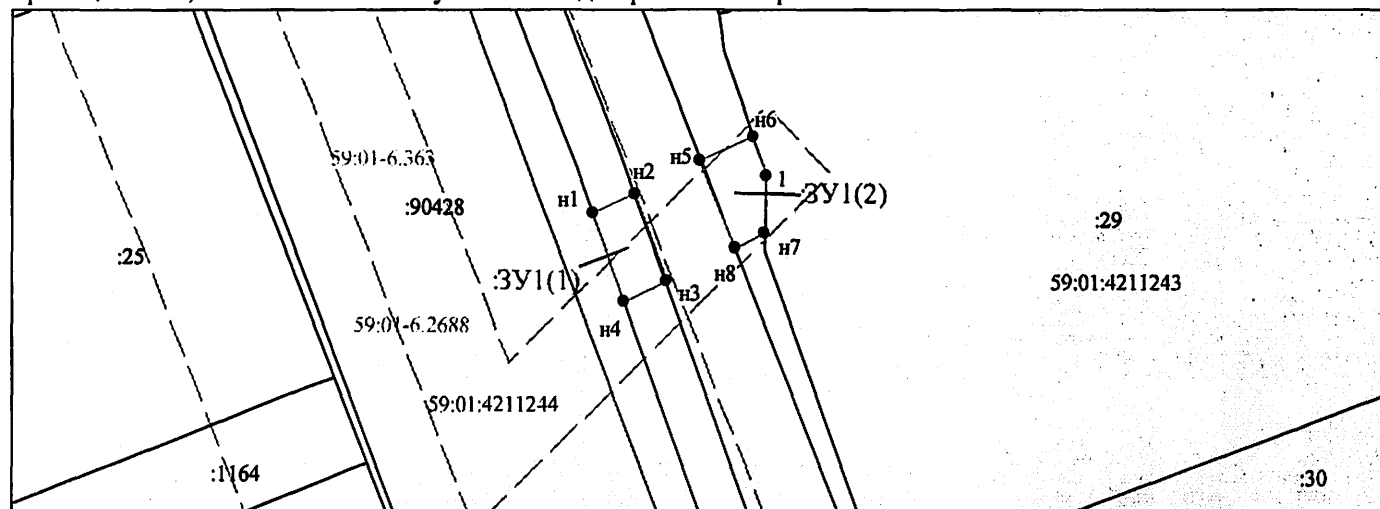 н6
59:01-6.363
н5
н2
1
:ЗУ1(2)
н1
:90428
:29
:25
н7
н8
:ЗУ1(1)
н3
59:01:4211243
н4
59:01-6.2688
59:01:4211244
:1164
:30